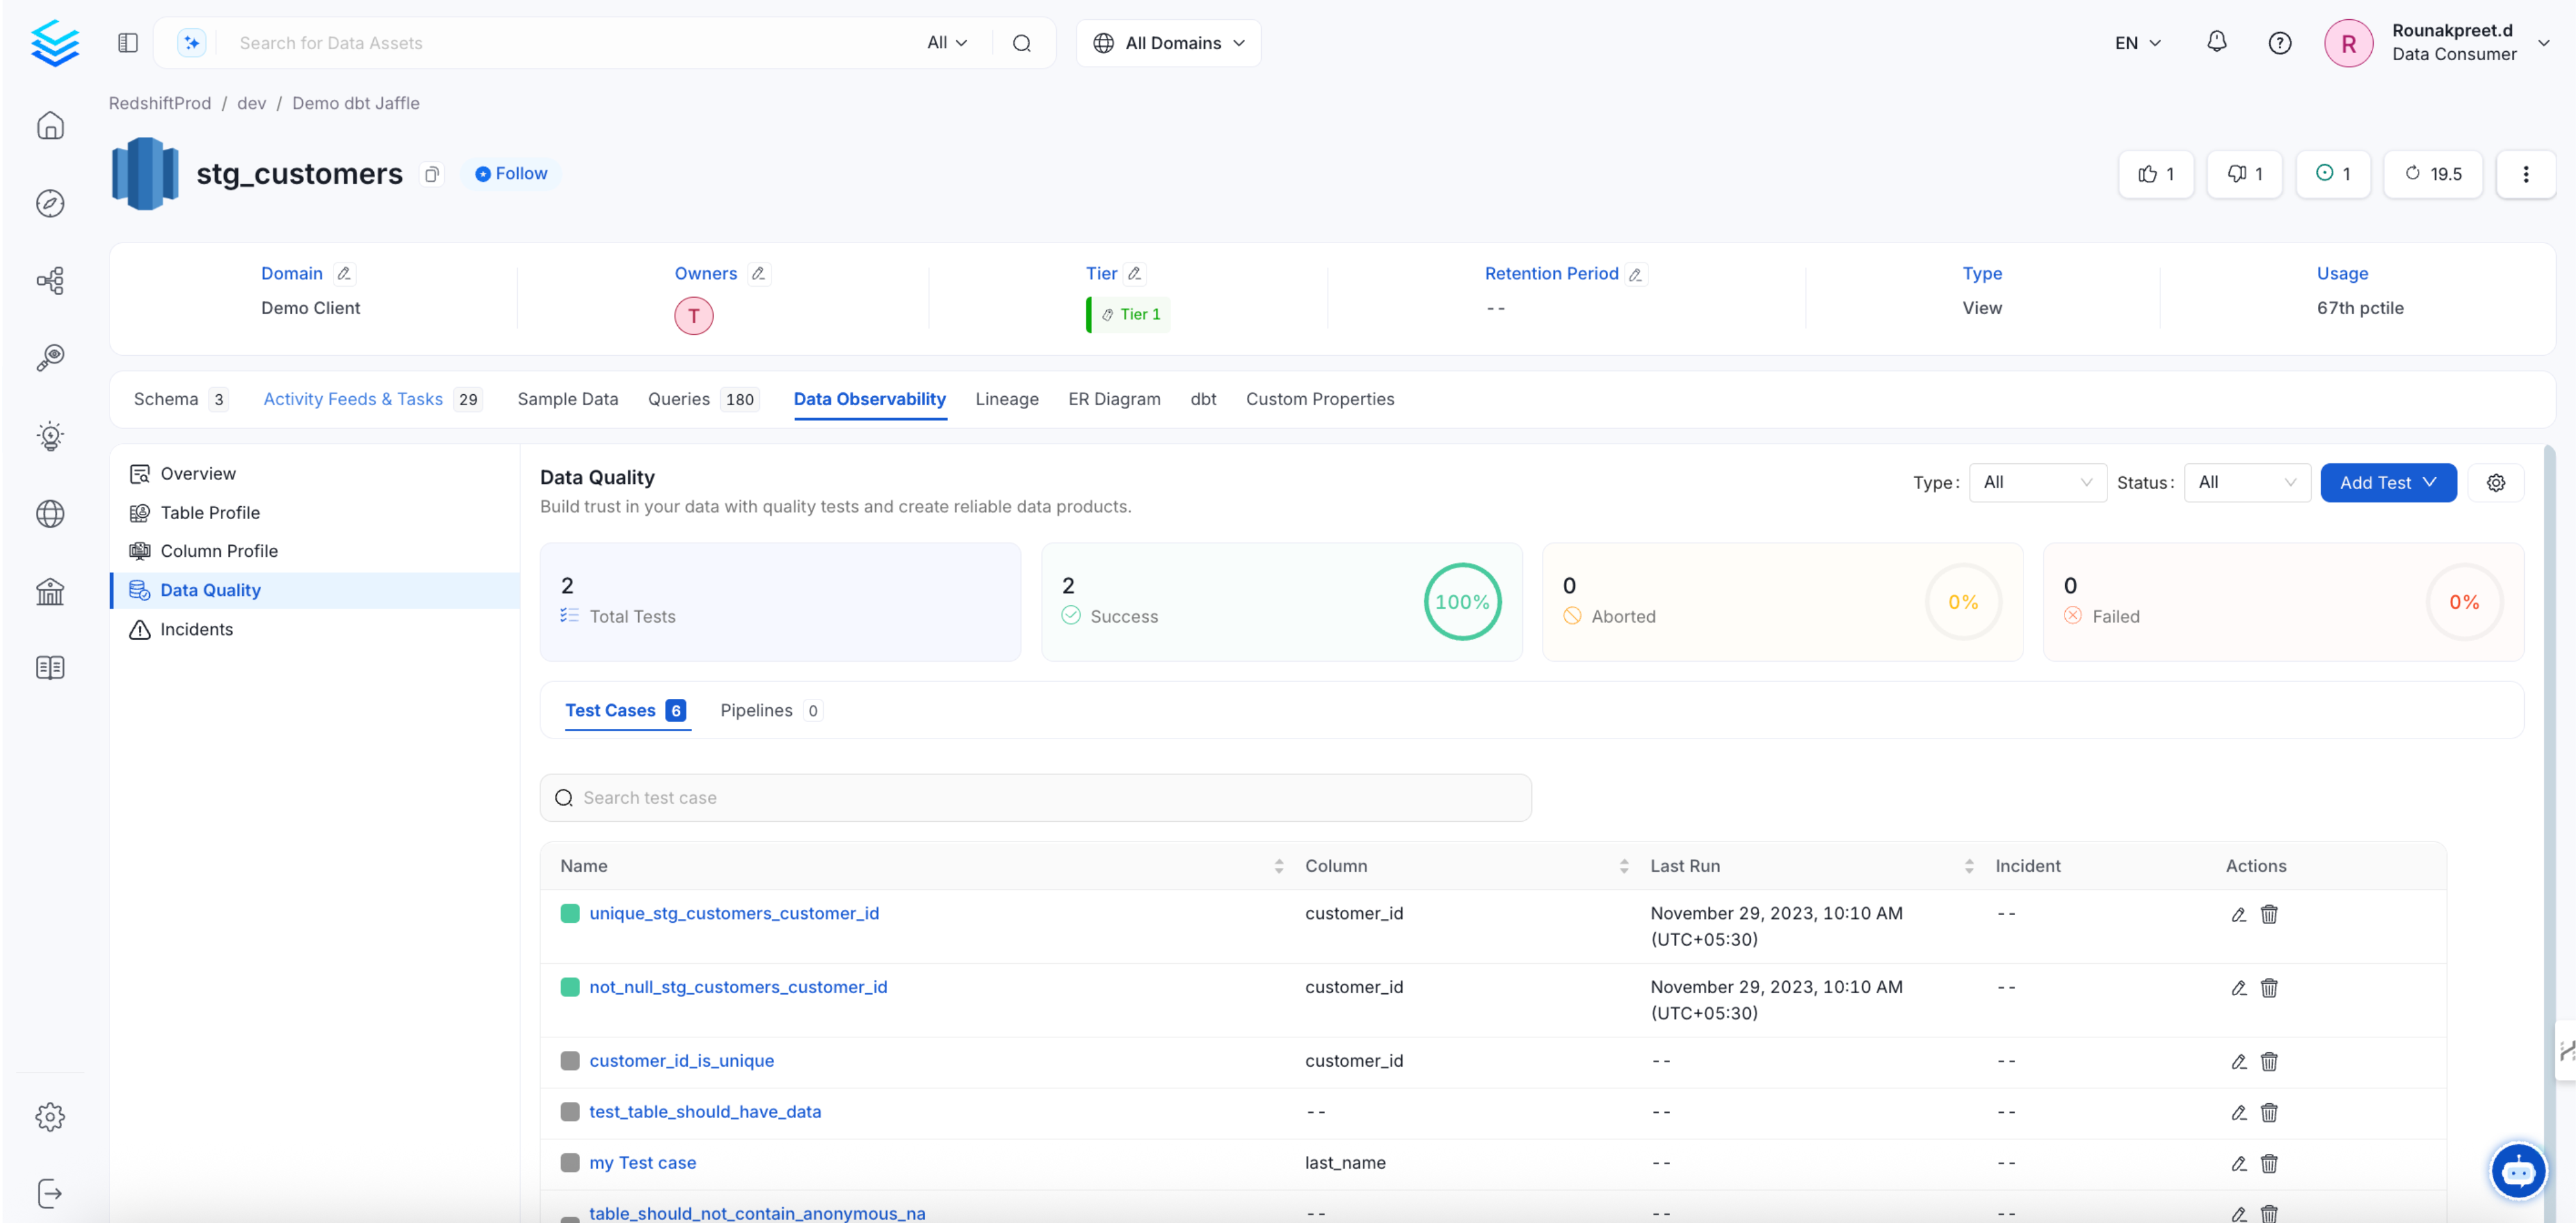 Search for Data Assets
All
All Domains
EN
R
Rounakpreet.d
Data Consumer
RedshiftProd / dev / Demo dbt Jaffle
stg_customers
Follow
1
1
1
19.5
Domain
Demo Client
Owners
T
Tier
Tier 1
Retention Period
--
Type
View
Usage
67th pctile
Schema 3
Activity Feeds & Tasks 29
Sample Data
Queries 180
Data Observability
Lineage
ER Diagram
dbt
Custom Properties
Overview
Table Profile
Column Profile
Data Quality
Incidents
Data Quality
Build trust in your data with quality tests and create reliable data products.
Type: All
Status: All
Add Test
2
Total Tests
2
Success
100%
0
Aborted
0%
0
Failed
0%
Test Cases 6
Pipelines 0
Search test case
Name Column Last Run Incident Actions
unique_stg_customers_customer_id customer_id November 29, 2023, 10:10 AM --
(UTC+05:30)
not_null_stg_customers_customer_id customer_id November 29, 2023, 10:10 AM --
(UTC+05:30)
customer_id_is_unique customer_id -- --
test_table_should_have_data -- -- --
my Test case last_name -- --
table_should_not_contain_anonymous_na -- -- --